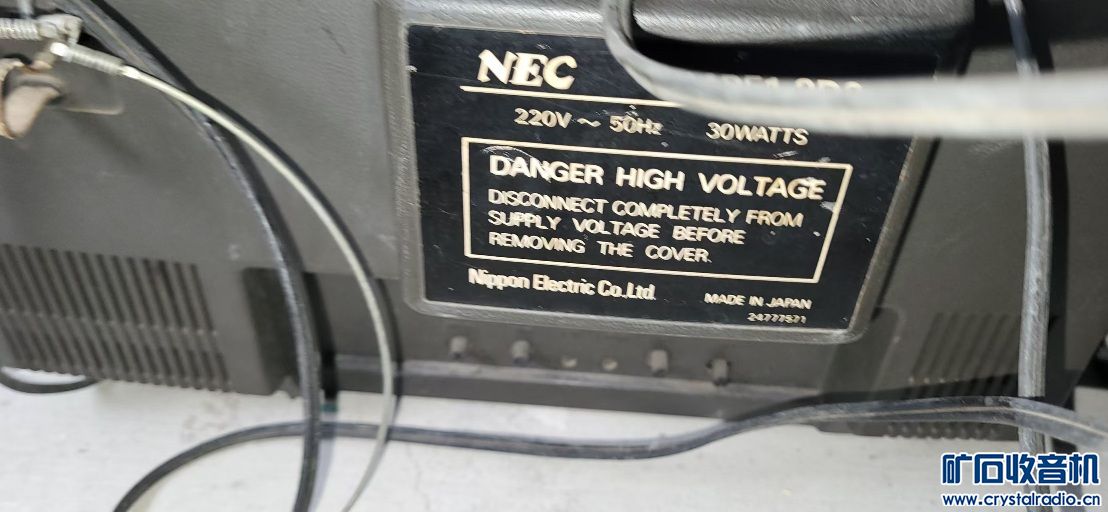 NEC
220V ~ 50Hz 30WATTS
DANGER HIGH VOLTAGE
DISCONNECT COMPLETELY FROM
SUPPLY VOLTAGE BEFORE
REMOVING THE COVER.
Nippon Electric Co.,Ltd.
MADE IN JAPAN
24777571
矿石收音机
www.crystalradio.cn